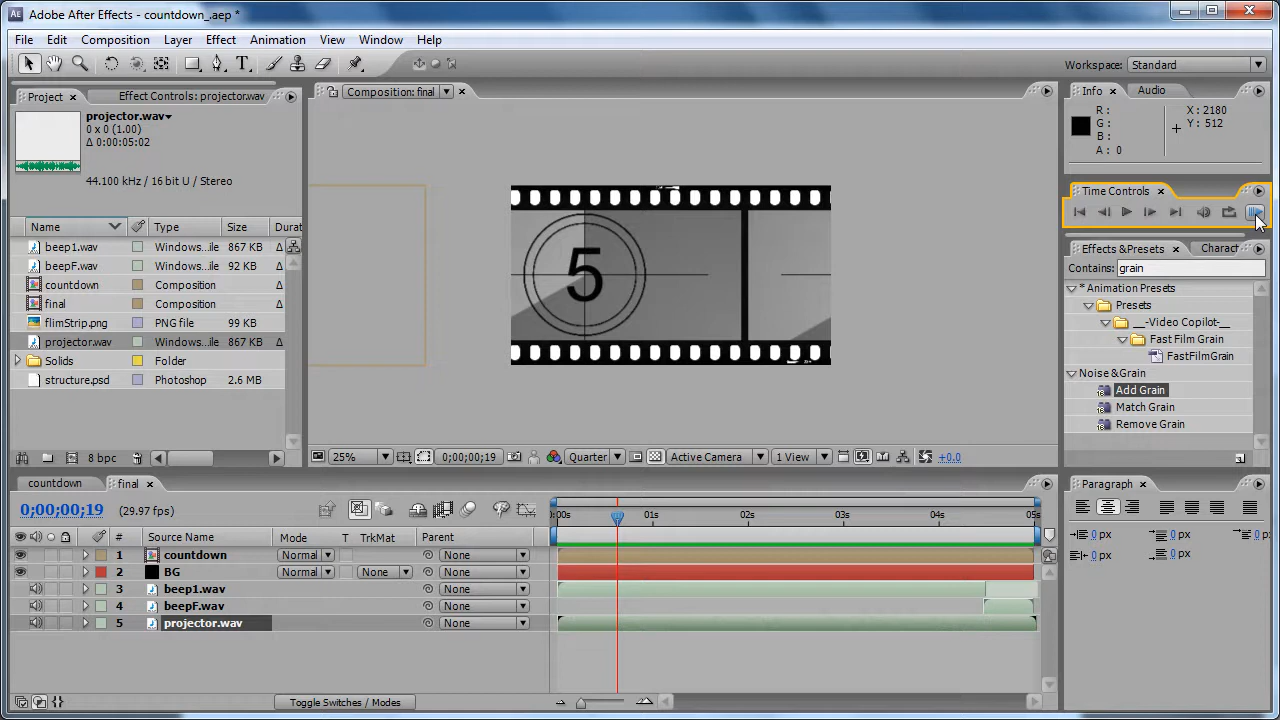 Adobe After Effects - countdown_.aep *
File Edit Composition Layer Effect Animation View Window Help
Workspace: Standard
Project Effect Controls: projector.wav
projector.wav
0 x 0 (1.00)
Δ 0:00:05:02
44.100 kHz / 16 bit U / Stereo
Name Type Size Durat
beep1.wav Windows...ile 867 KB Δ
beepF.wav Windows...ile 92 KB Δ
countdown Composition Δ
final Composition Δ
flimStrip.png PNG file 99 KB
projector.wav Windows...ile 867 KB Δ
Solids Folder
structure.psd Photoshop 2.6 MB
8 bpc
Composition: final
5
25% 0;00;00;19 Quarter Active Camera 1 View +0.0
Info Audio
R :
G :
B :
A : 0
X : 2180
Y : 512
Time Controls
Effects & Presets Charact
Contains: grain
* Animation Presets
Presets
__-Video Copilot-__
Fast Film Grain
FastFilmGrain
Noise & Grain
Add Grain
Match Grain
Remove Grain
countdown final
0;00;00;19 (29.97 fps)
:00s 01s 02s 03s 04s 05s
# Source Name Mode T TrkMat Parent
1 countdown Normal None
2 BG Normal None None
3 beep1.wav None
4 beepF.wav None
5 projector.wav None
Toggle Switches / Modes
Paragraph
0 px 0 px 0 p
0 px 0 px